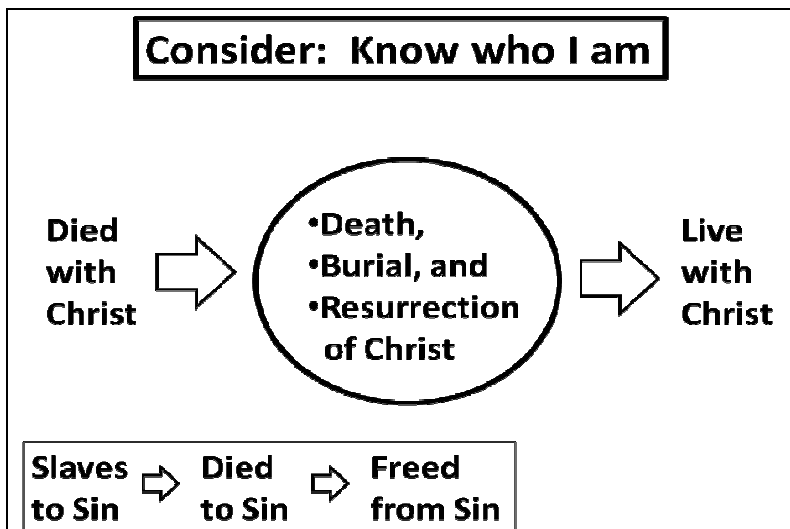 Consider:  Know who I am
Died
with
Christ
•Death,
•Burial, and
•Resurrection
of Christ
Live
with
Christ
Slaves
to Sin
Died
to Sin
Freed
from Sin